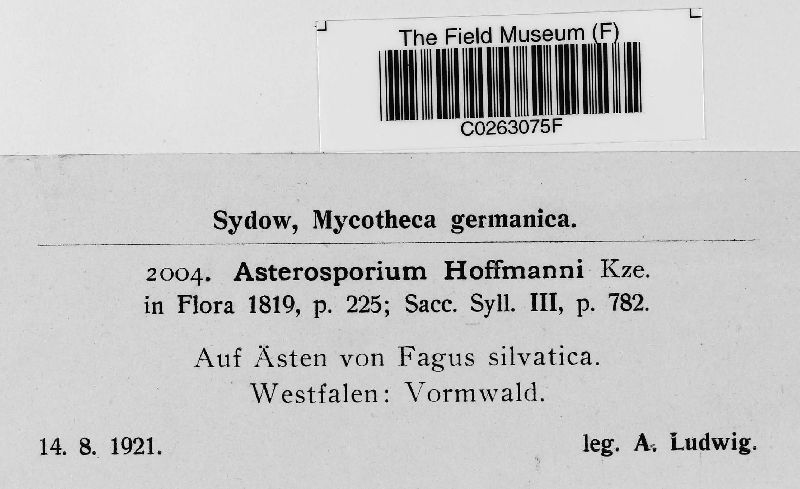 The Field Museum (F)
C0263075F
Sydow, Mycotheca germanica.
2004. Asterosporium Hoffmanni Kze.
in Flora 1819, p. 225; Sacc. Syll. III, p. 782.
Auf Ästen von Fagus silvatica.
Westfalen: Vormwald.
14. 8. 1921. leg. A. Ludwig.